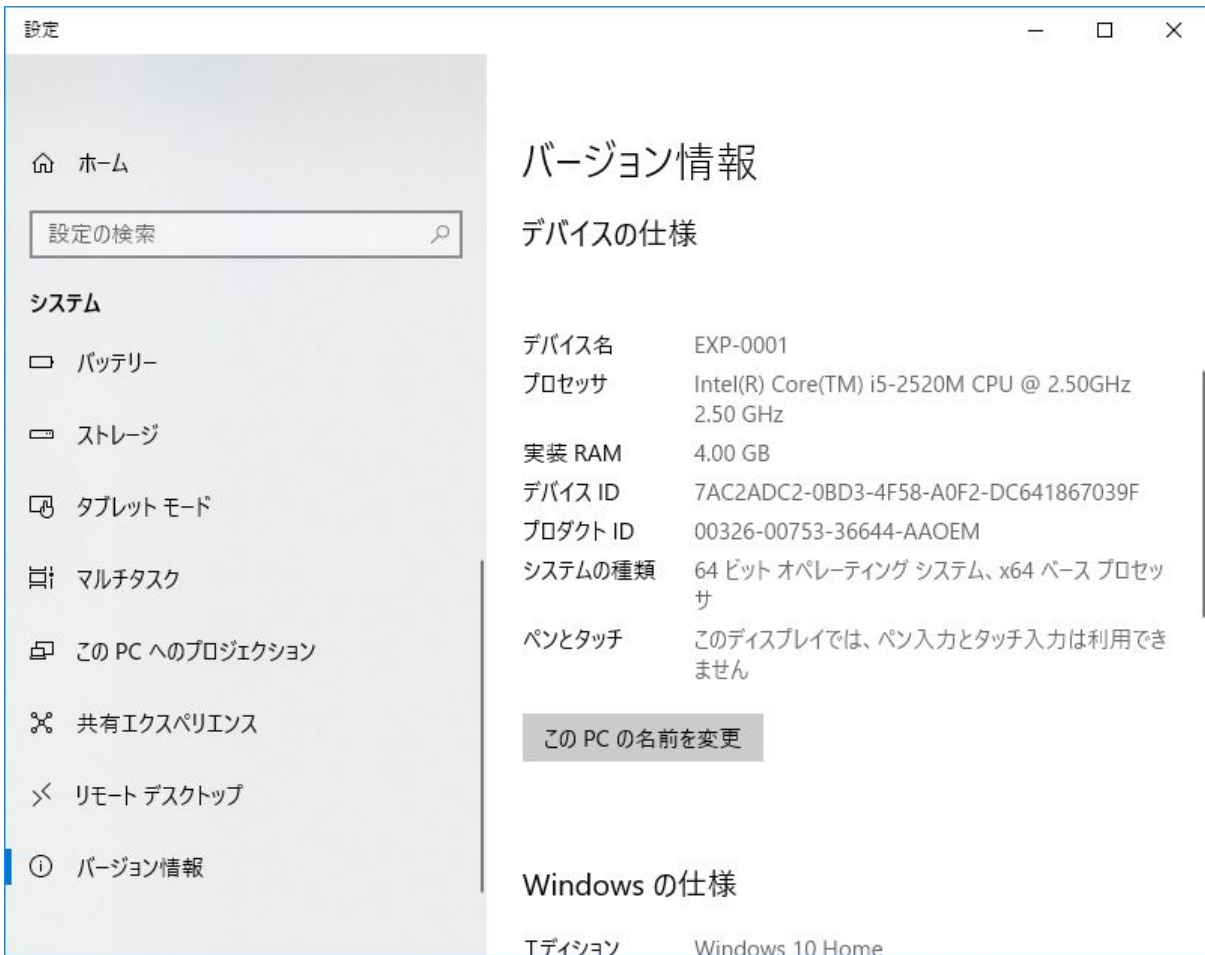 設定
ホーム
設定の検索
システム
バッテリー
ストレージ
タブレット モード
マルチタスク
この PC へのプロジェクション
共有エクスペリエンス
リモート デスクトップ
バージョン情報
バージョン情報
デバイスの仕様
デバイス名 EXP-0001
プロセッサ Intel(R) Core(TM) i5-2520M CPU @ 2.50GHz
2.50 GHz
実装 RAM 4.00 GB
デバイス ID 7AC2ADC2-0BD3-4F58-A0F2-DC641867039F
プロダクト ID 00326-00753-36644-AAOEM
システムの種類 64 ビット オペレーティング システム、x64 ベース プロセッ
サ
ペンとタッチ このディスプレイでは、ペン入力とタッチ入力は利用でき
ません
この PC の名前を変更
Windows の仕様
エディション Windows 10 Home